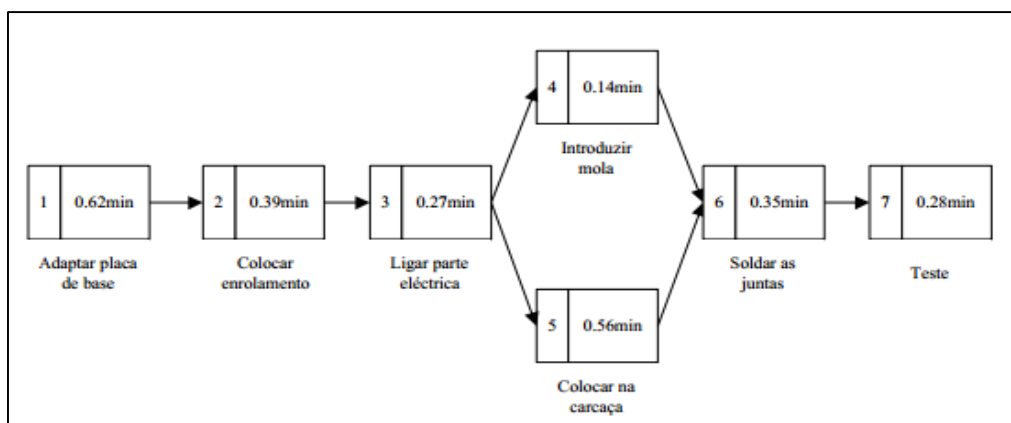 4 0.14min
Introduzir
mola
1 0.62min
Adaptar placa
de base
2 0.39min
Colocar
enrolamento
3 0.27min
Ligar parte
eléctrica
6 0.35min
Soldar as
juntas
7 0.28min
Teste
5 0.56min
Colocar na
carcaça